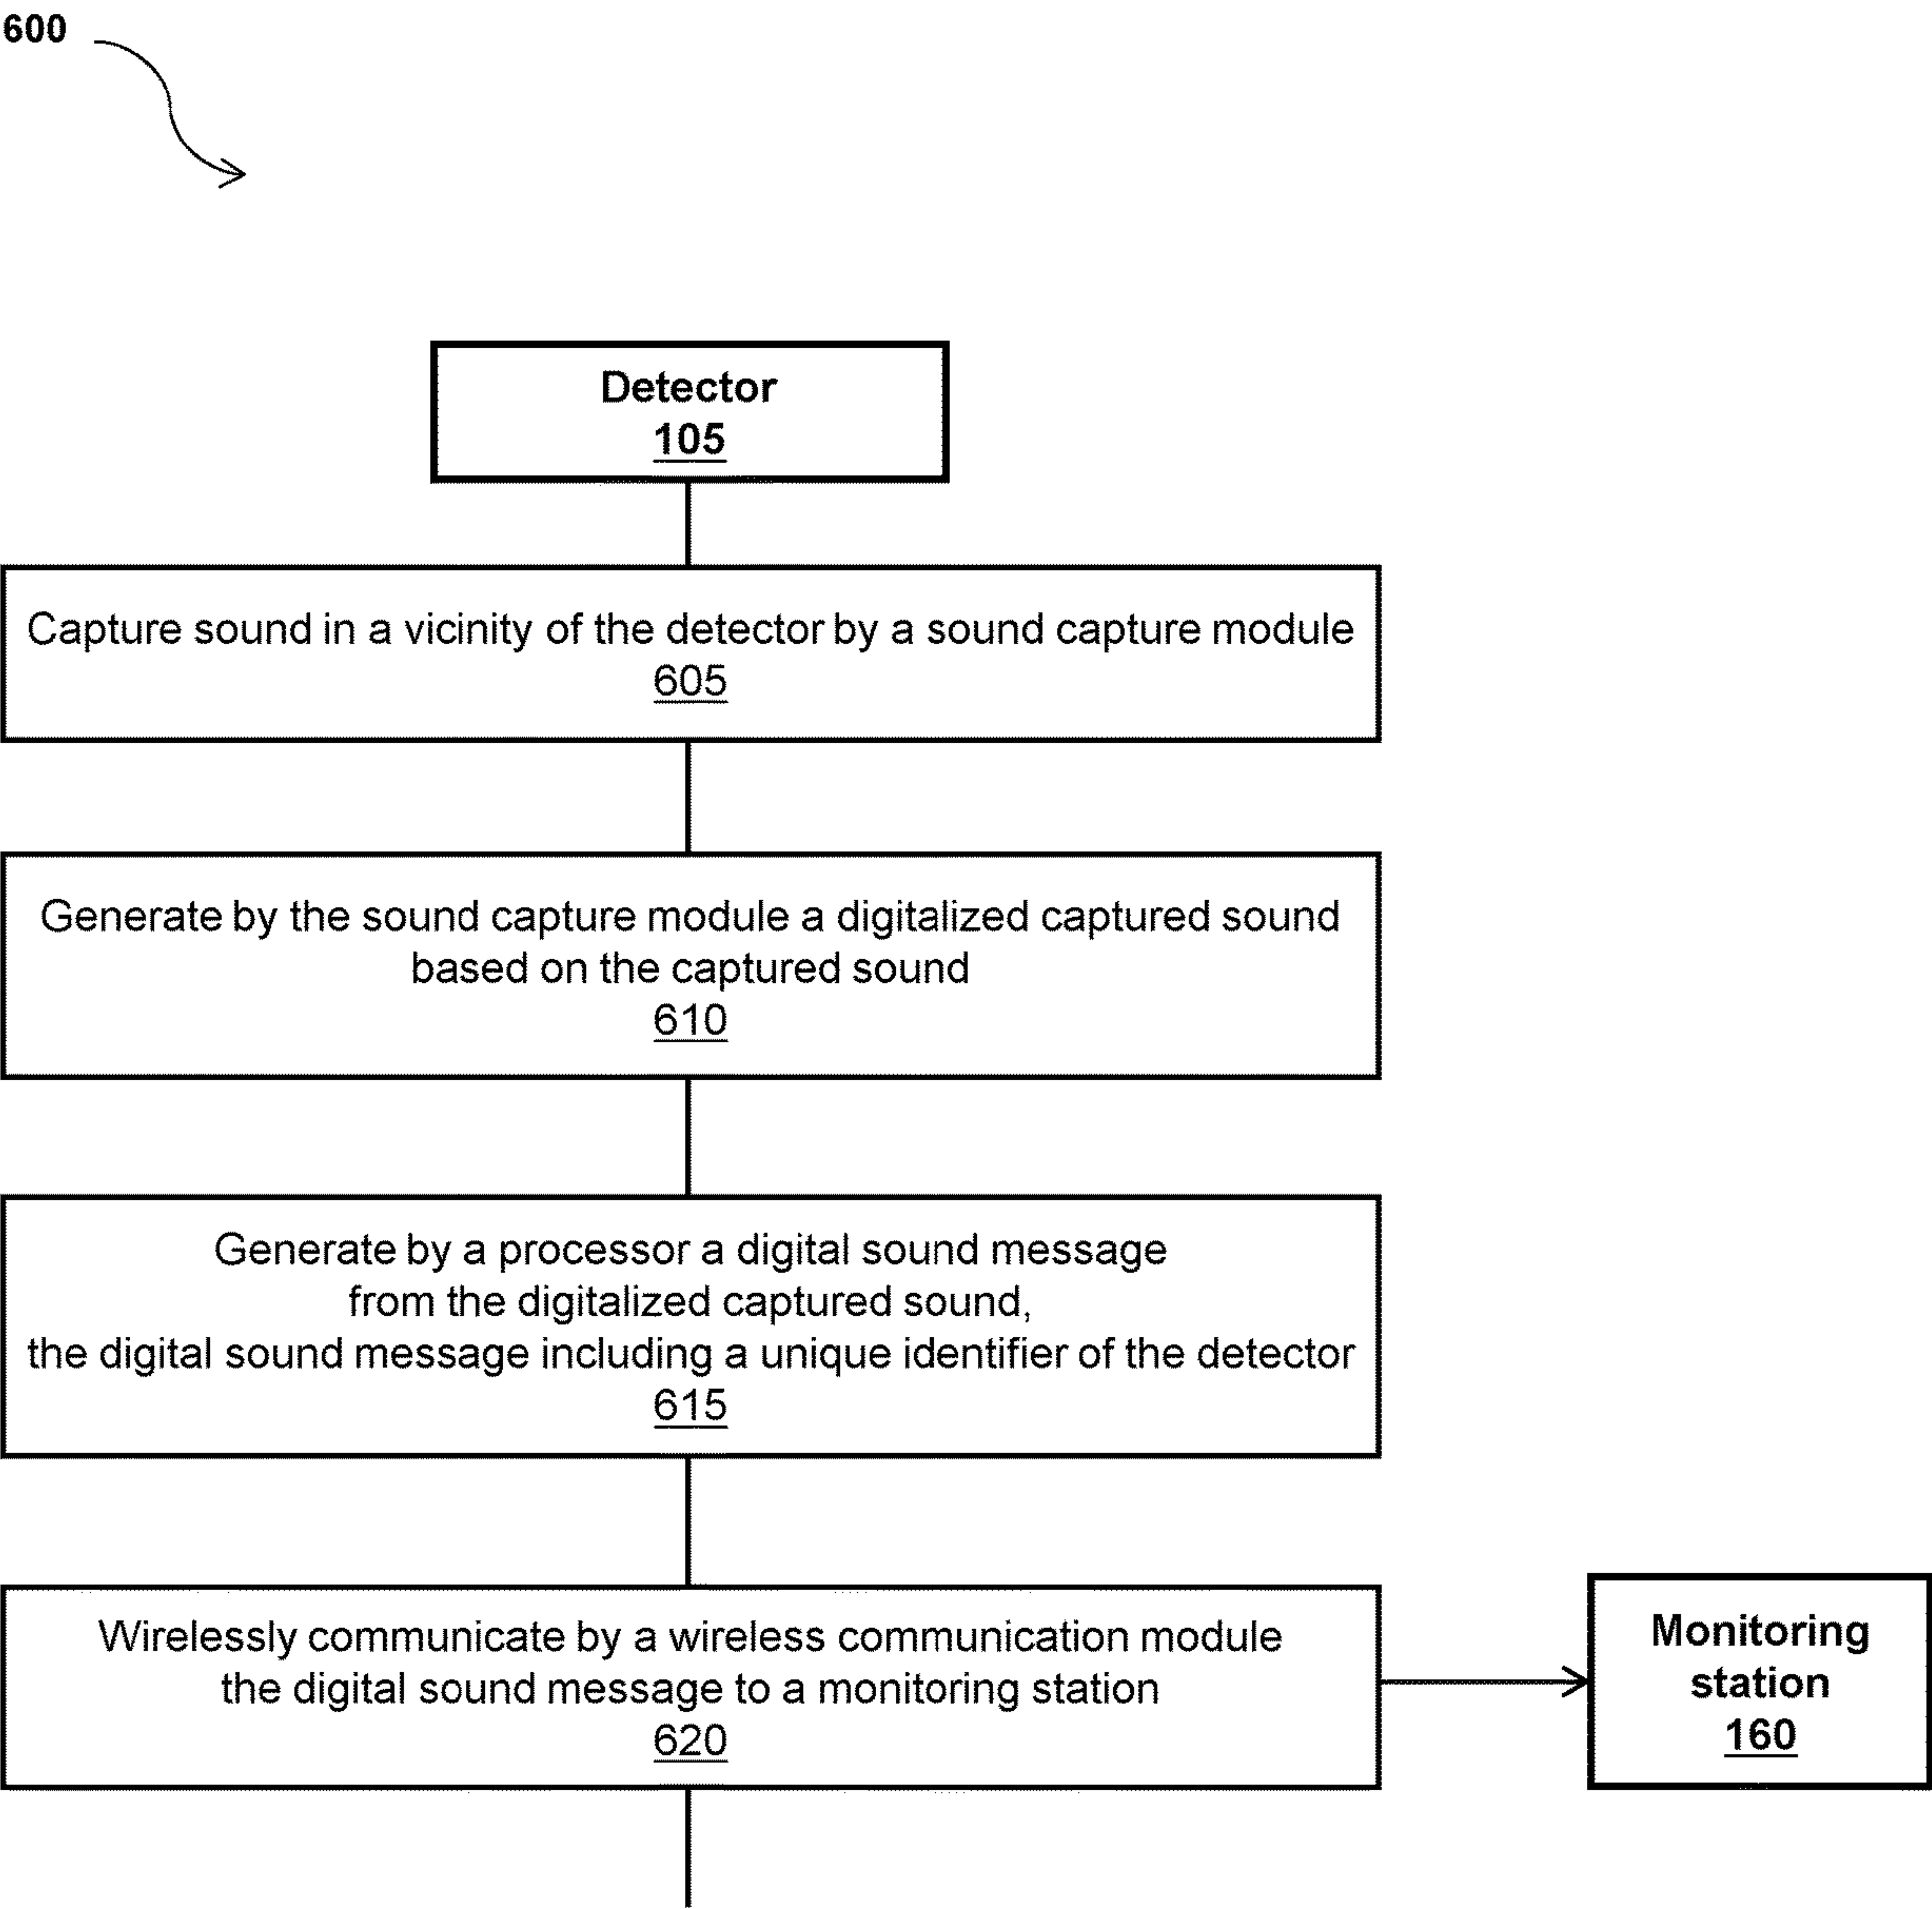 600
Detector
105
Capture sound in a vicinity of the detector by a sound capture module
605
Generate by the sound capture module a digitalized captured sound
based on the captured sound
610
Generate by a processor a digital sound message
from the digitalized captured sound,
the digital sound message including a unique identifier of the detector
615
Wirelessly communicate by a wireless communication module
the digital sound message to a monitoring station
620
Monitoring
station
160